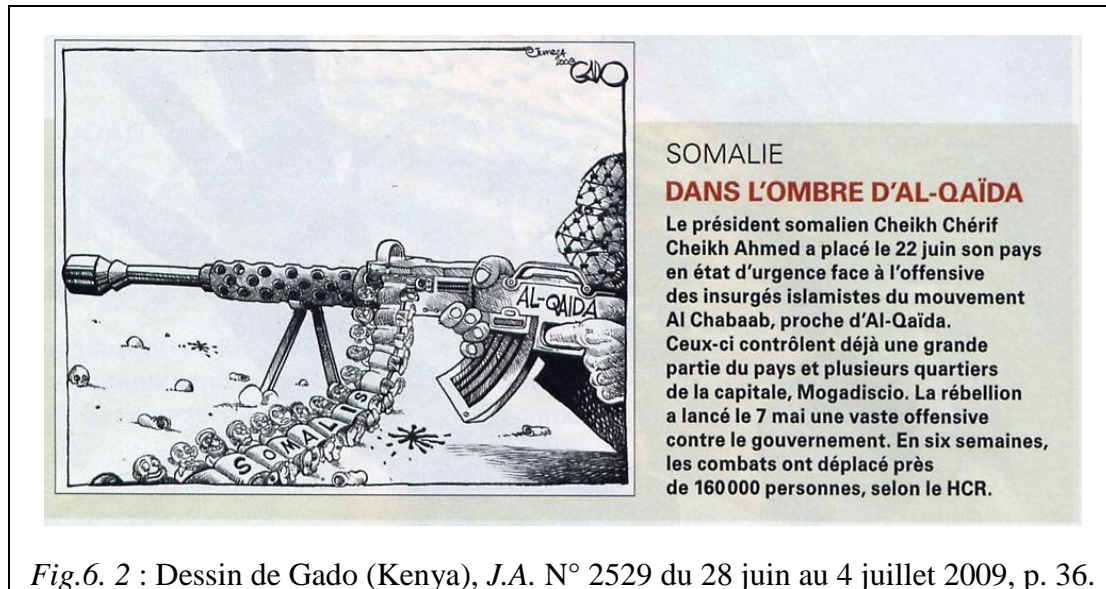 © Jun 24
2009
GADO
AL-QAIDA
SOMALIS
SOMALIE
DANS L'OMBRE D'AL-QAÏDA
Le président somalien Cheikh Chérif
Cheikh Ahmed a placé le 22 juin son pays
en état d'urgence face à l'offensive
des insurgés islamistes du mouvement
Al Chabaab, proche d'Al-Qaïda.
Ceux-ci contrôlent déjà une grande
partie du pays et plusieurs quartiers
de la capitale, Mogadiscio. La rébellion
a lancé le 7 mai une vaste offensive
contre le gouvernement. En six semaines,
les combats ont déplacé près
de 160 000 personnes, selon le HCR.
Fig.6. 2 : Dessin de Gado (Kenya), J.A. N° 2529 du 28 juin au 4 juillet 2009, p. 36.